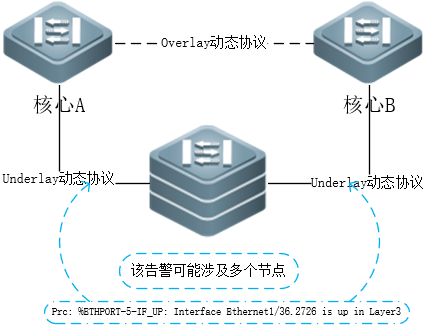 Overlay动态协议
核心A
核心B
Underlay动态协议
Underlay动态协议
该告警可能涉及多个节点
Prc: %ETHPORT-5-IF_UP: Interface Ethernet1/36.2726 is up in Layer3